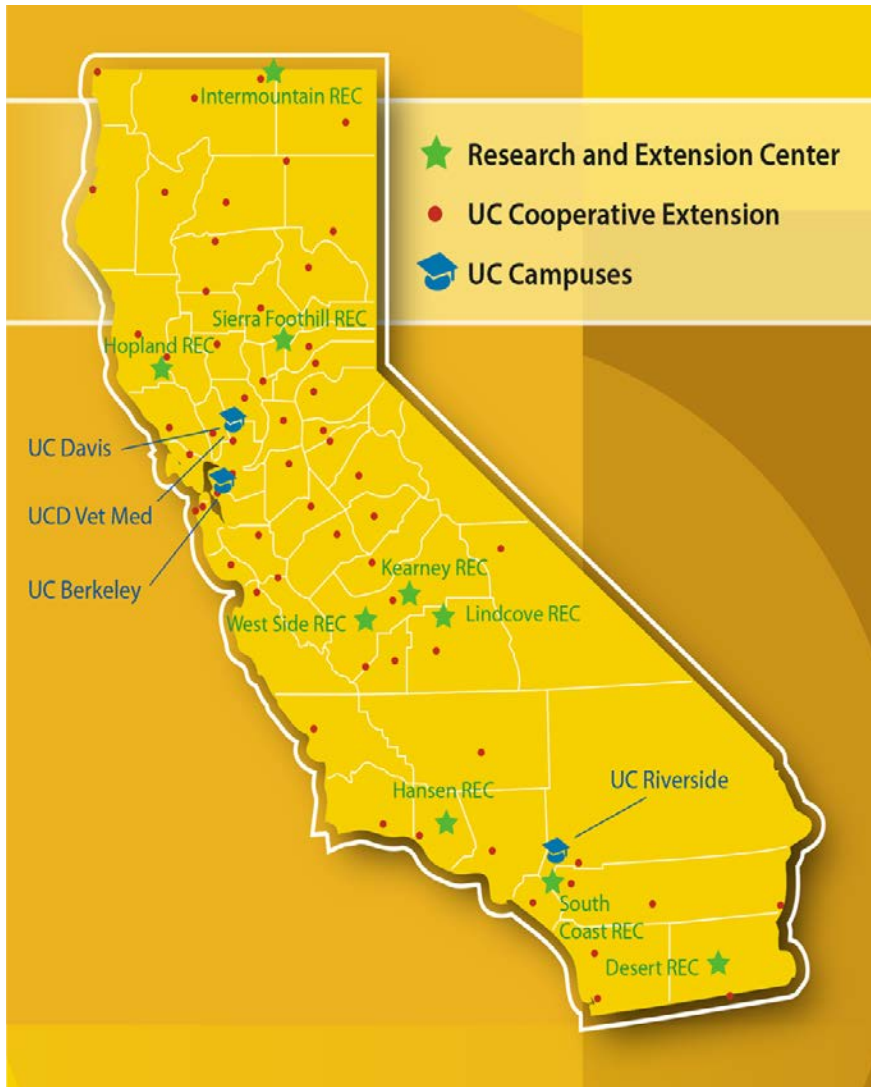 Intermountain REC
Research and Extension Center
UC Cooperative Extension
UC Campuses
Sierra Foothill REC
Hopland REC
UC Davis
UCD Vet Med
UC Berkeley
Kearney REC
West Side REC
Lindcove REC
UC Riverside
Hansen REC
South
Coast REC
Desert REC